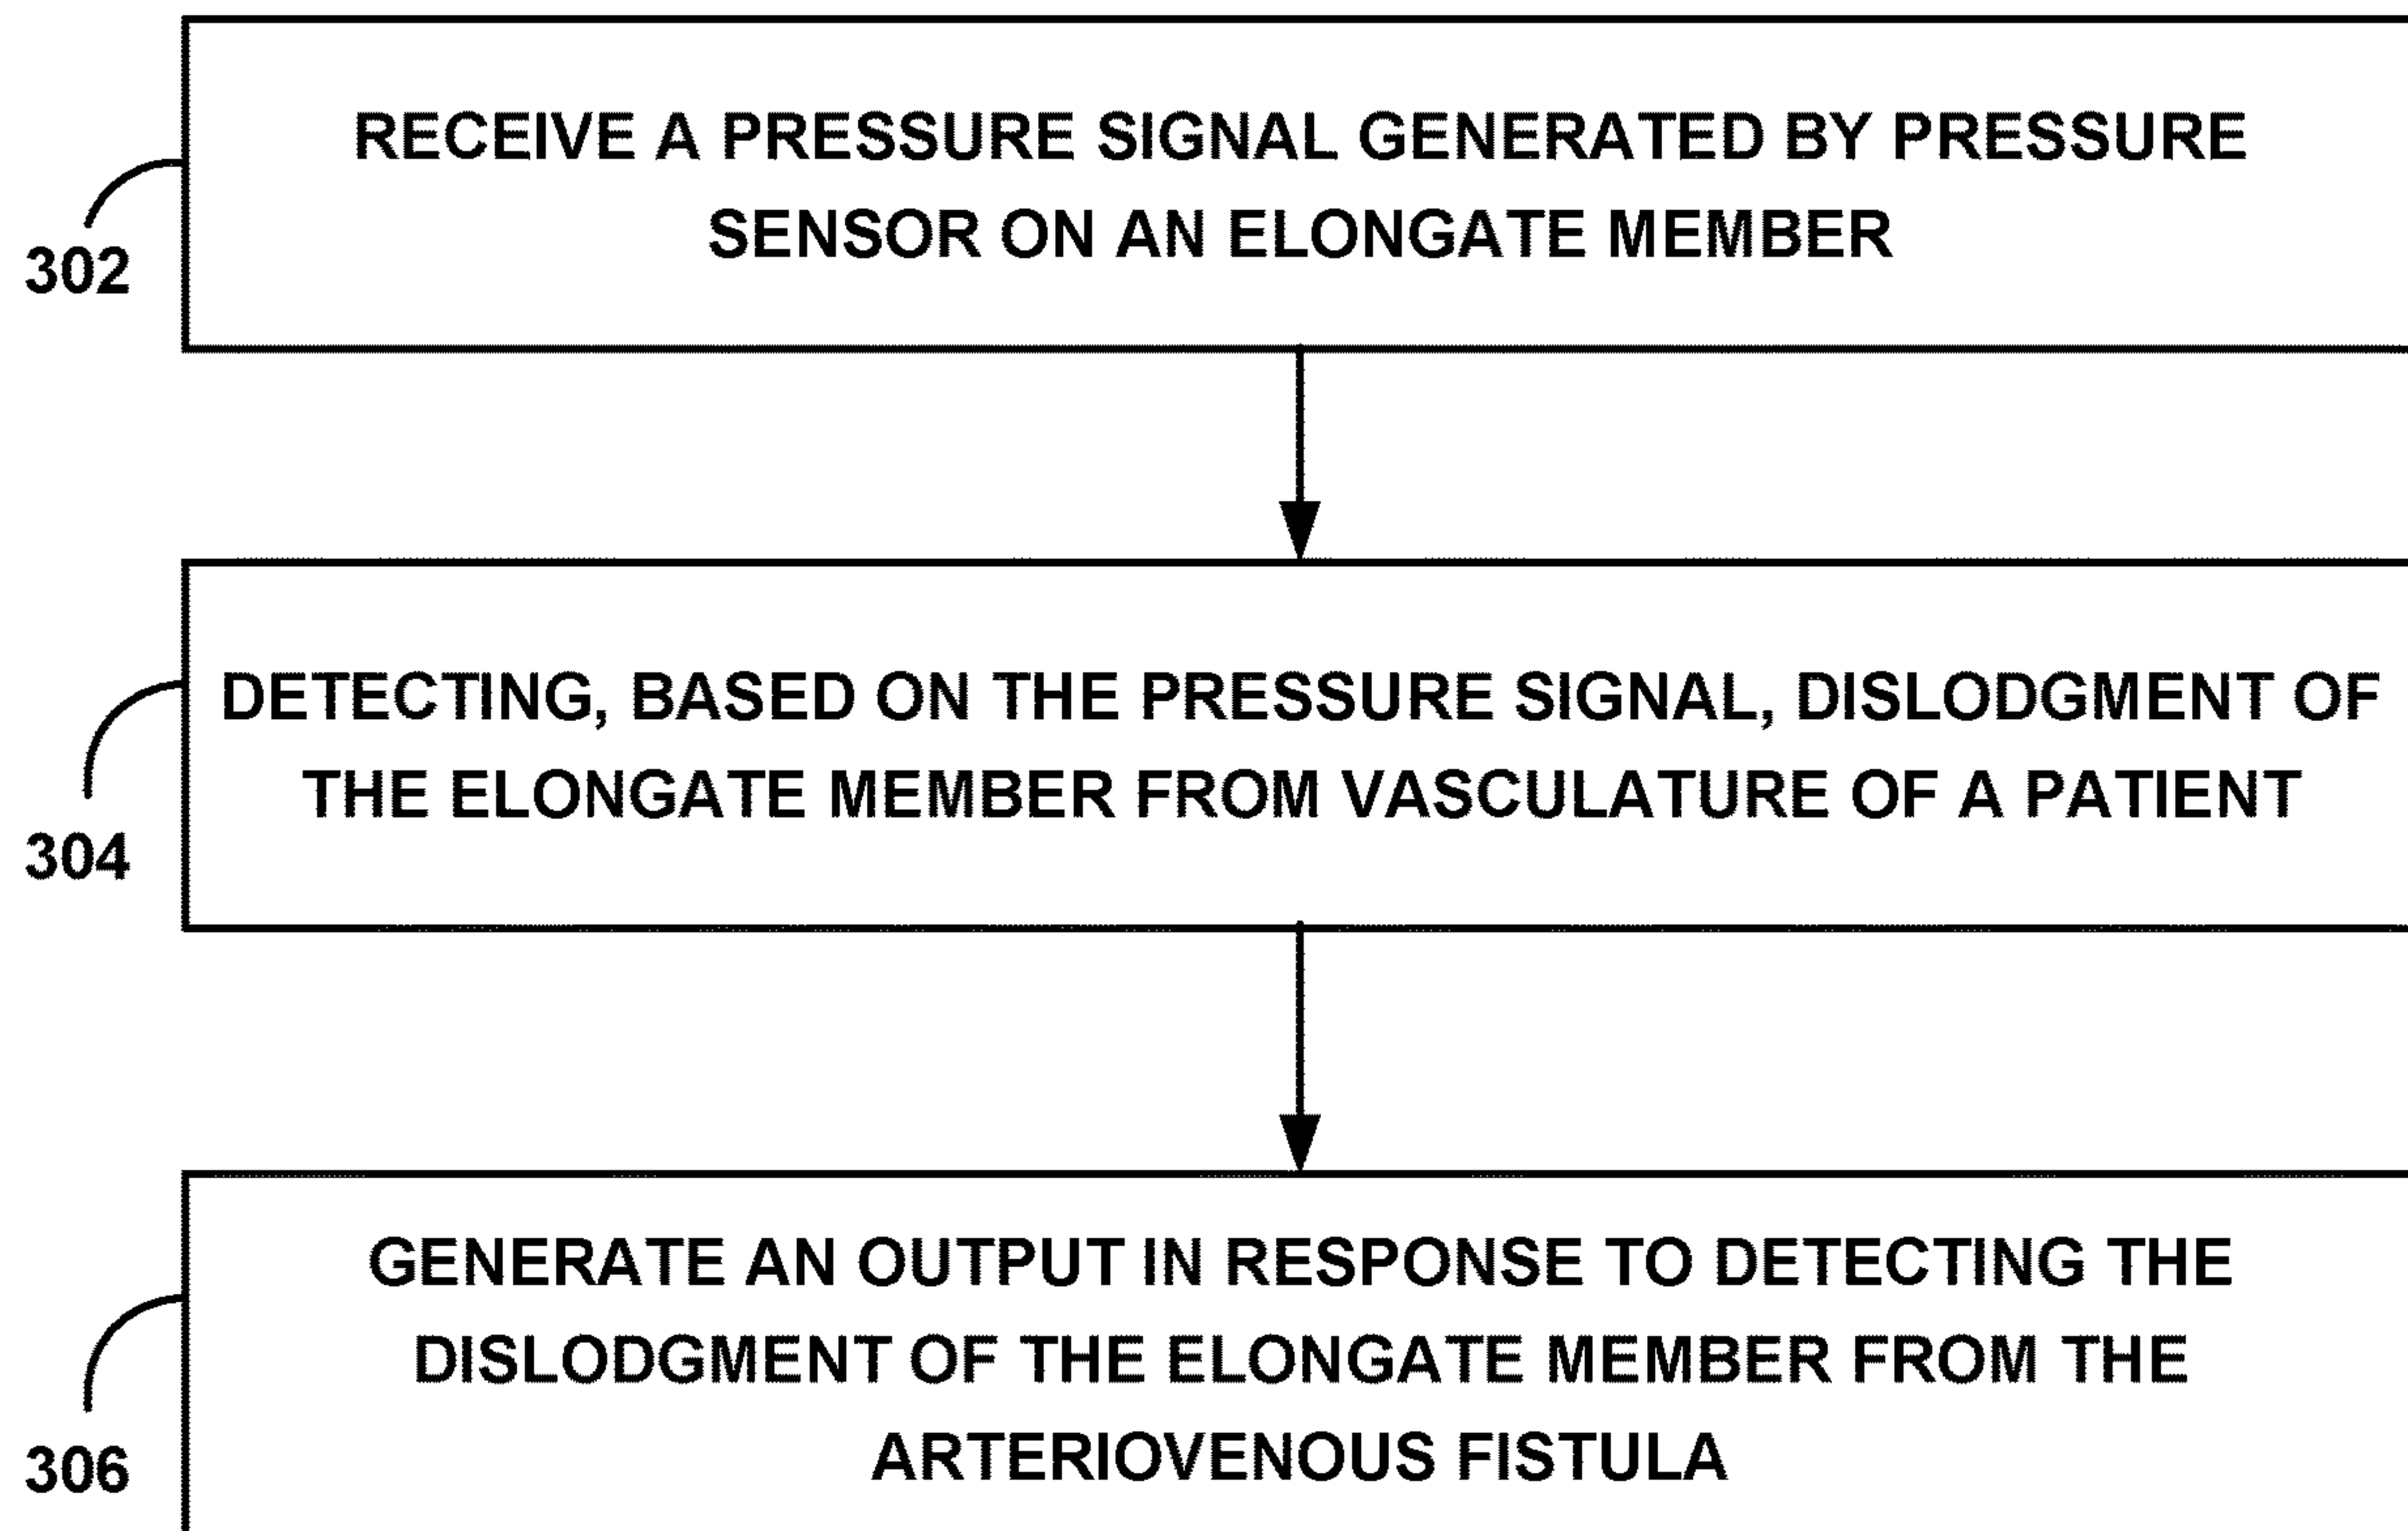 RECEIVE A PRESSURE SIGNAL GENERATED BY PRESSURE
SENSOR ON AN ELONGATE MEMBER
302
DETECTING, BASED ON THE PRESSURE SIGNAL, DISLODGMENT OF
THE ELONGATE MEMBER FROM VASCULATURE OF A PATIENT
304
GENERATE AN OUTPUT IN RESPONSE TO DETECTING THE
DISLODGMENT OF THE ELONGATE MEMBER FROM THE
ARTERIOVENOUS FISTULA
306